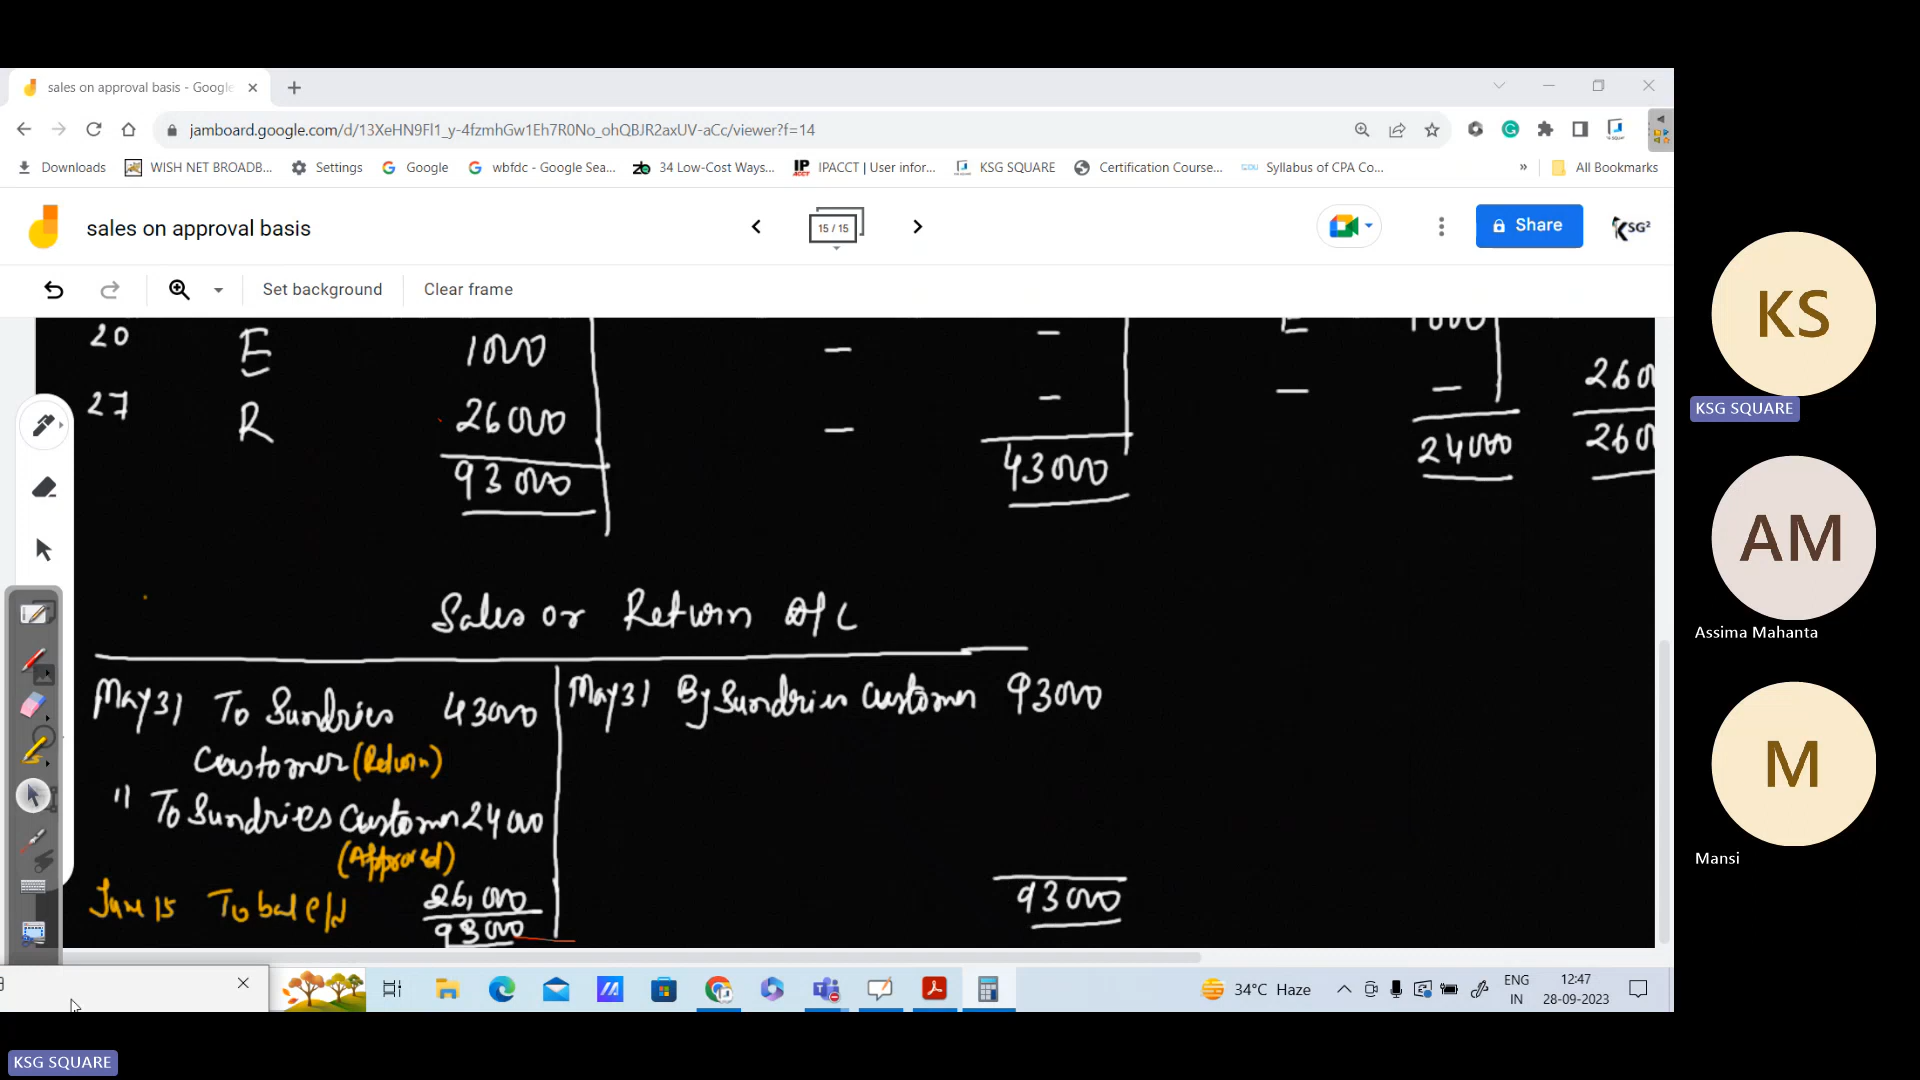 sales on approval basis - Google
jamboard.google.com/d/13XeHN9Fl1_y-4fzmhGw1Eh7R0No_ohQBJR2axUV-aCc/viewer?f=14
Downloads WISH NET BROADB... Settings Google wbfdc - Google Sea... 34 Low-Cost Ways... IPACCT | User infor... KSG SQUARE Certification Course... Syllabus of CPA Co... » All Bookmarks
sales on approval basis
15 / 15
Share
KSG²
Set background Clear frame
20 E 1000 - - E 1000
27 R 26000 - - - - 2600
93000 43000 24000 2600
Sales or Return A/C
May 31 To Sundries 43000 May 31 By Sundries Customer 93000
Customer (Return)
" To Sundries Customer 24000
(Approved)
June 15 To bal c/d 26,000
93000 93000
34°C Haze
ENG
IN
12:47
28-09-2023
KS
KSG SQUARE
AM
Assima Mahanta
M
Mansi
KSG SQUARE